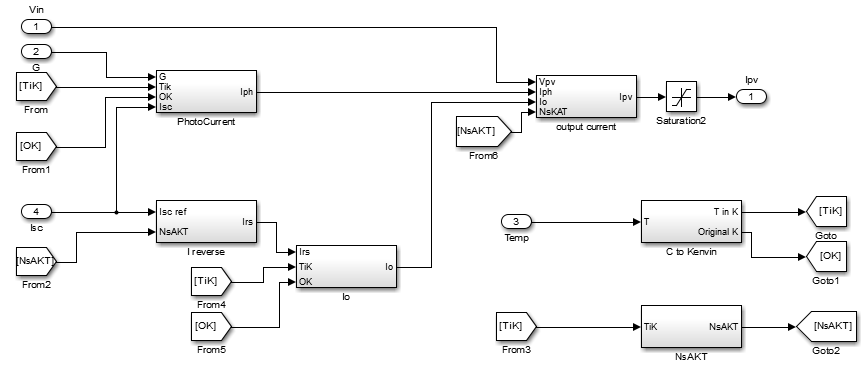 Vin
1
2
G
[TiK]
From
[OK]
From1
G
Tik
OK
Isc
Iph
PhotoCurrent
Vpv
Iph
Io
NsKAT
Ipv
output current
Saturation2
Ipv
1
[NsAKT]
From6
4
Isc
[NsAKT]
From2
Isc ref
NsAKT
Irs
I reverse
[TiK]
From4
[OK]
From5
Irs
TiK
OK
Io
Io
3
Temp
T
T in K
Original K
C to Kenvin
[TiK]
Goto
[OK]
Goto1
[TiK]
From3
TiK
NsAKT
NsAKT
[NsAKT]
Goto2